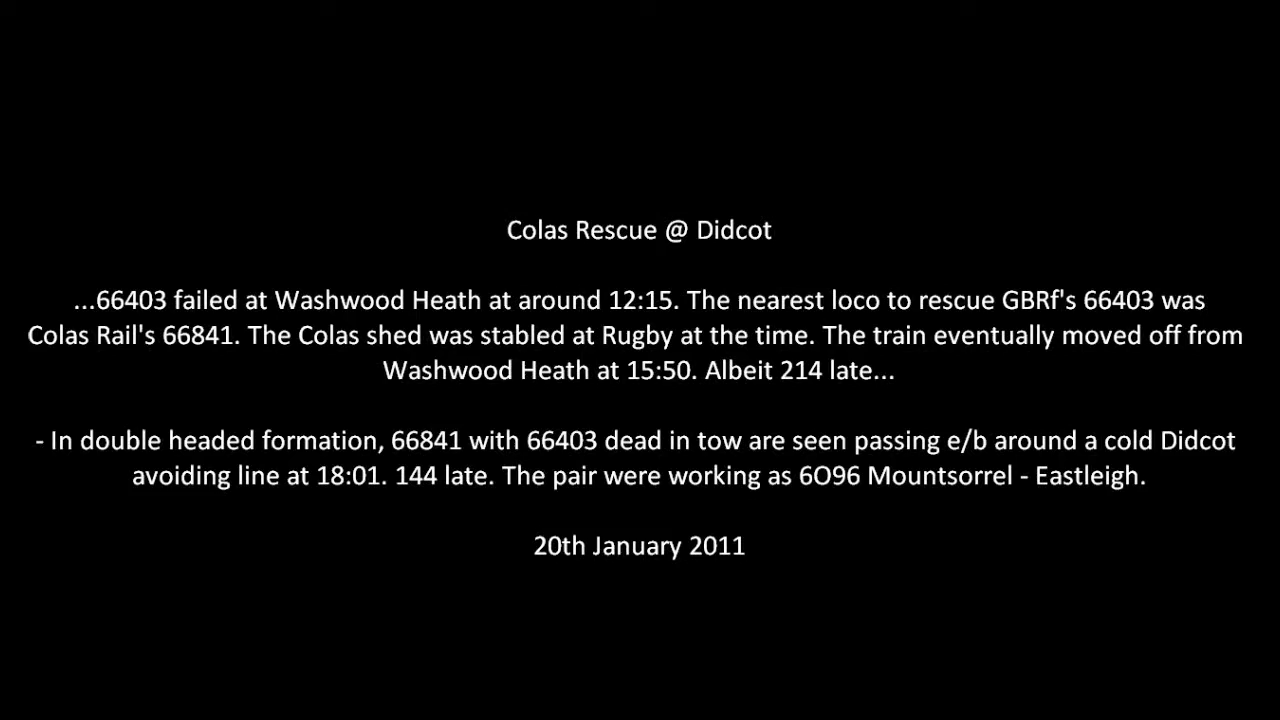 Colas Rescue @ Didcot
...66403 failed at Washwood Heath at around 12:15. The nearest loco to rescue GBRf's 66403 was
Colas Rail's 66841. The Colas shed was stabled at Rugby at the time. The train eventually moved off from
Washwood Heath at 15:50. Albeit 214 late...
- In double headed formation, 66841 with 66403 dead in tow are seen passing e/b around a cold Didcot
avoiding line at 18:01. 144 late. The pair were working as 6O96 Mountsorrel - Eastleigh.
20th January 2011